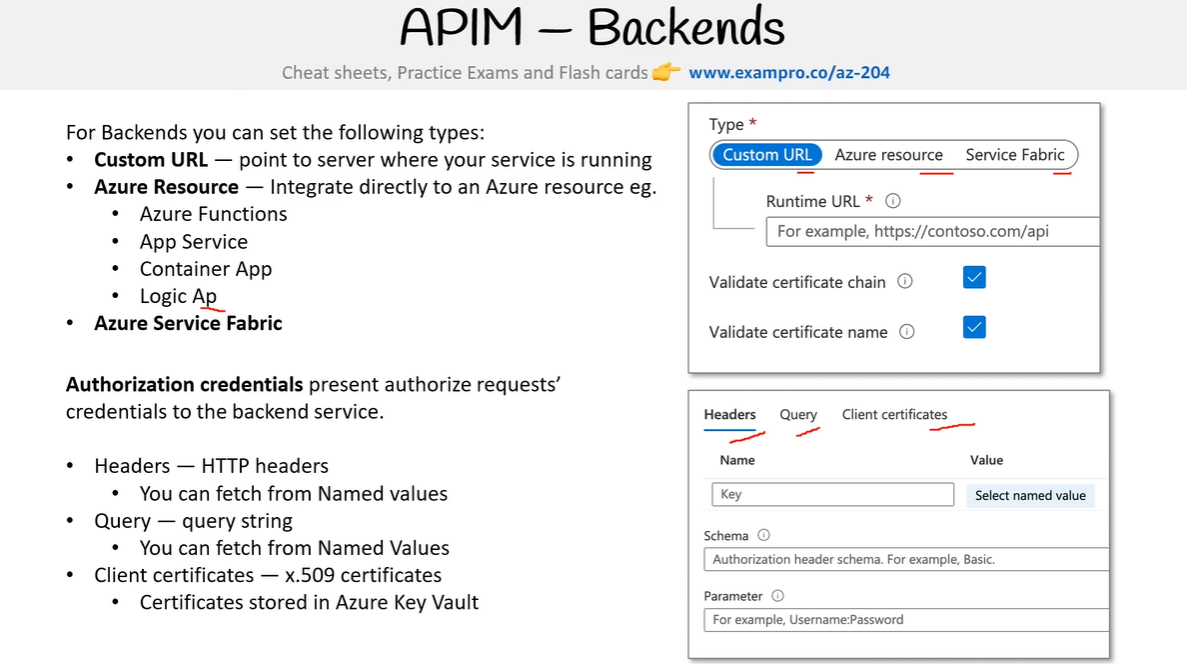 APIM — Backends
Cheat sheets, Practice Exams and Flash cards 👉 www.exampro.co/az-204
For Backends you can set the following types:
• Custom URL — point to server where your service is running
• Azure Resource — Integrate directly to an Azure resource eg.
• Azure Functions
• App Service
• Container App
• Logic Ap
• Azure Service Fabric
Authorization credentials present authorize requests’
credentials to the backend service.
• Headers — HTTP headers
• You can fetch from Named values
• Query — query string
• You can fetch from Named Values
• Client certificates — x.509 certificates
• Certificates stored in Azure Key Vault
Type *
Custom URL Azure resource Service Fabric
Runtime URL *
For example, https://contoso.com/api
Validate certificate chain
Validate certificate name
Headers Query Client certificates
Name Value
Key Select named value
Schema
Authorization header schema. For example, Basic.
Parameter
For example, Username:Password